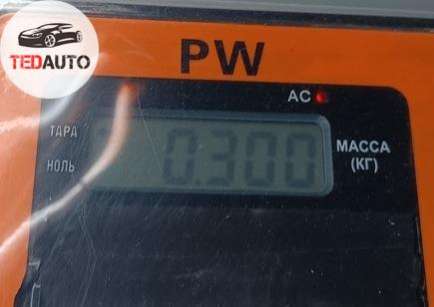 TEDAUTO
PW
AC
ТАРА
НОЛЬ
0.300
МАССА
(КГ)